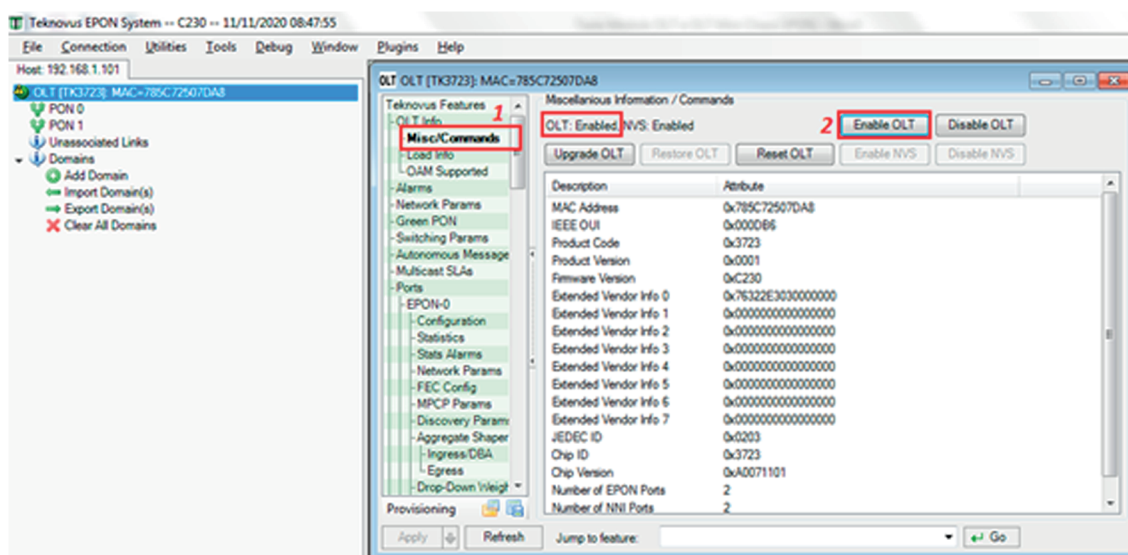 Teknovus EPON System -- C230 -- 11/11/2020 08:47:55
File Connection Utilities Tools Debug Window Plugins Help
Host: 192.168.1.101
OLT [TK3723]: MAC=785C72507DA8
PON 0
PON 1
Unassociated Links
Domains
Add Domain
Import Domain(s)
Export Domain(s)
Clear All Domains
OLT OLT [TK3723]: MAC=785C72507DA8
Teknovus Features
1
OLT Info
Misc/Commands
Load Info
OAM Supported
Alarms
Network Params
Green PON
Switching Params
Autonomous Message
Multicast SLAs
Ports
EPON-0
Configuration
Statistics
Stats Alarms
Network Params
FEC Config
MPCP Params
Discovery Params
Aggregate Shaper
Ingress/DBA
Egress
Drop-Down Weigh
Provisioning
Miscellanious Information / Commands
OLT: Enabled, NVS: Enabled
2
Enable OLT Disable OLT
Upgrade OLT Restore OLT Reset OLT Enable NVS Disable NVS
Description Attribute
MAC Address 0x785C72507DA8
IEEE OUI 0x000DB6
Product Code 0x3723
Product Version 0x0001
Firmware Version 0xC230
Extended Vendor Info 0 0x76322E3030000000
Extended Vendor Info 1 0x0000000000000000
Extended Vendor Info 2 0x0000000000000000
Extended Vendor Info 3 0x0000000000000000
Extended Vendor Info 4 0x0000000000000000
Extended Vendor Info 5 0x0000000000000000
Extended Vendor Info 6 0x0000000000000000
Extended Vendor Info 7 0x0000000000000000
JEDEC ID 0x0203
Chip ID 0x3723
Chip Version 0xA0071101
Number of EPON Ports 2
Number of NNI Ports 2
Apply Refresh Jump to feature: Go